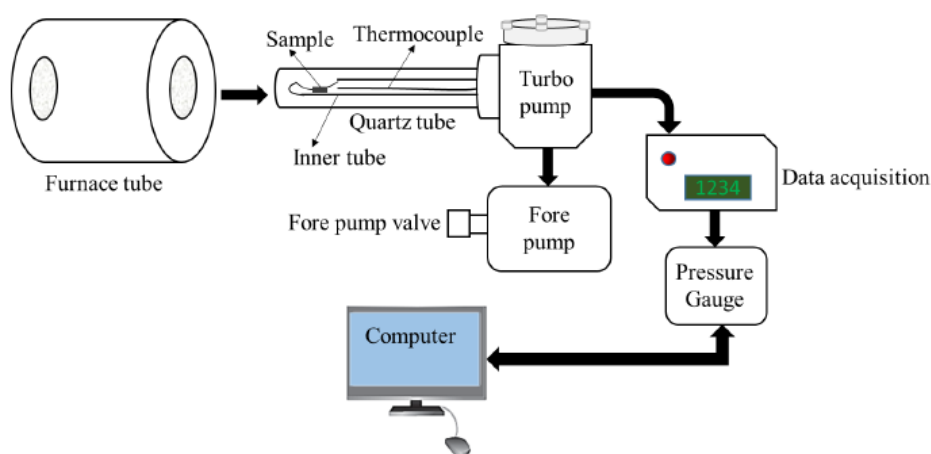 Sample
Thermocouple
Turbo
pump
Quartz tube
Inner tube
Furnace tube
1234
Data acquisition
Fore pump valve
Fore
pump
Pressure
Gauge
Computer